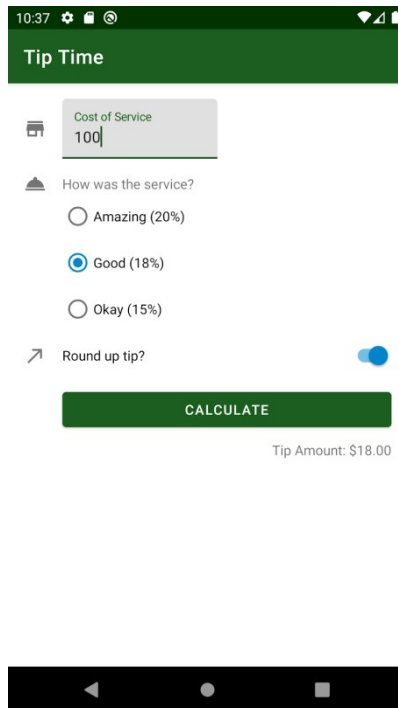 10:37
Tip Time
Cost of Service
100
How was the service?
Amazing (20%)
Good (18%)
Okay (15%)
Round up tip?
CALCULATE
Tip Amount: $18.00